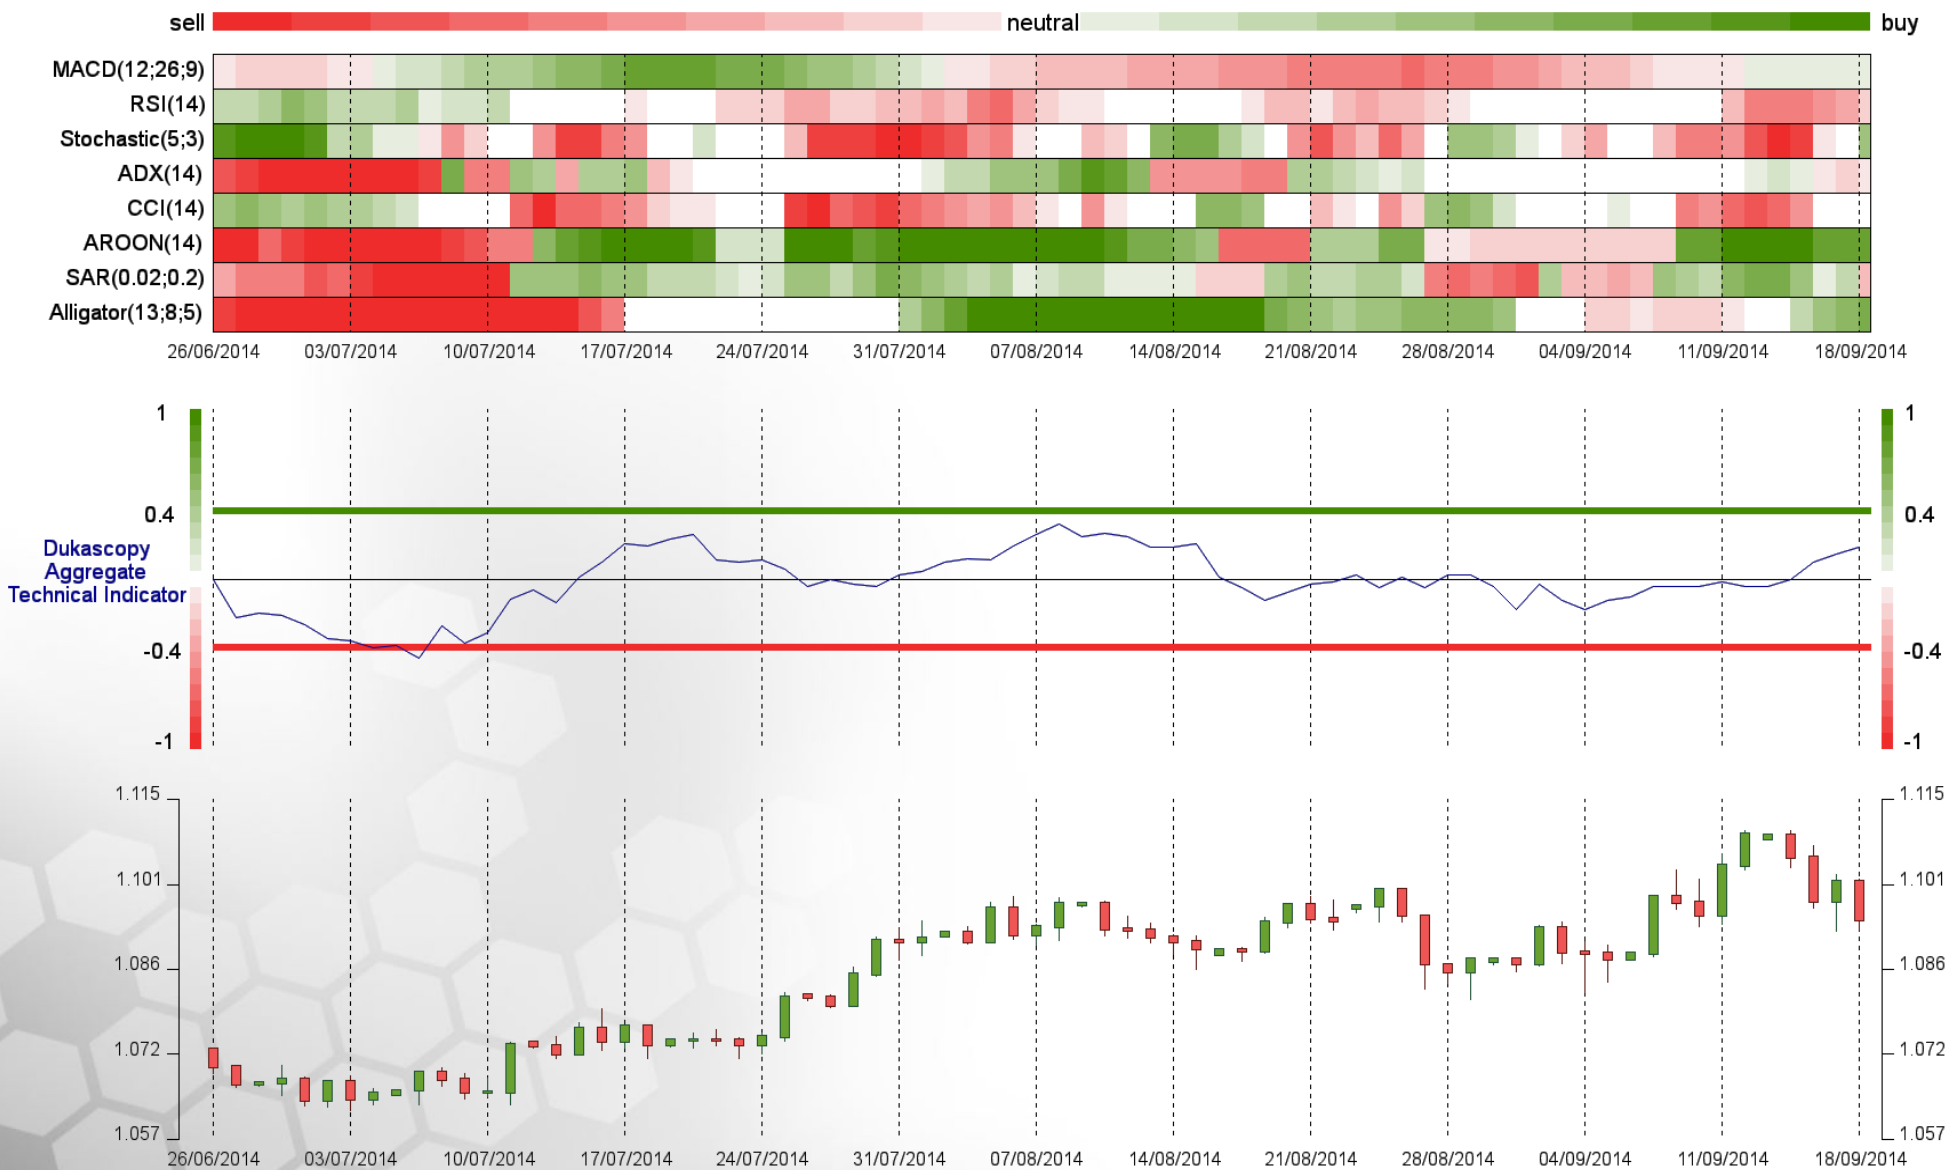 sell neutral buy
MACD(12;26;9)
RSI(14)
Stochastic(5;3)
ADX(14)
CCI(14)
AROON(14)
SAR(0.02;0.2)
Alligator(13;8;5)
26/06/2014 03/07/2014 10/07/2014 17/07/2014 24/07/2014 31/07/2014 07/08/2014 14/08/2014 21/08/2014 28/08/2014 04/09/2014 11/09/2014 18/09/2014
1 1
0.4 0.4
Dukascopy
Aggregate
Technical Indicator
-0.4 -0.4
-1 -1
1.115 1.115
1.101 1.101
1.086 1.086
1.072 1.072
1.057 1.057
26/06/2014 03/07/2014 10/07/2014 17/07/2014 24/07/2014 31/07/2014 07/08/2014 14/08/2014 21/08/2014 28/08/2014 04/09/2014 11/09/2014 18/09/2014